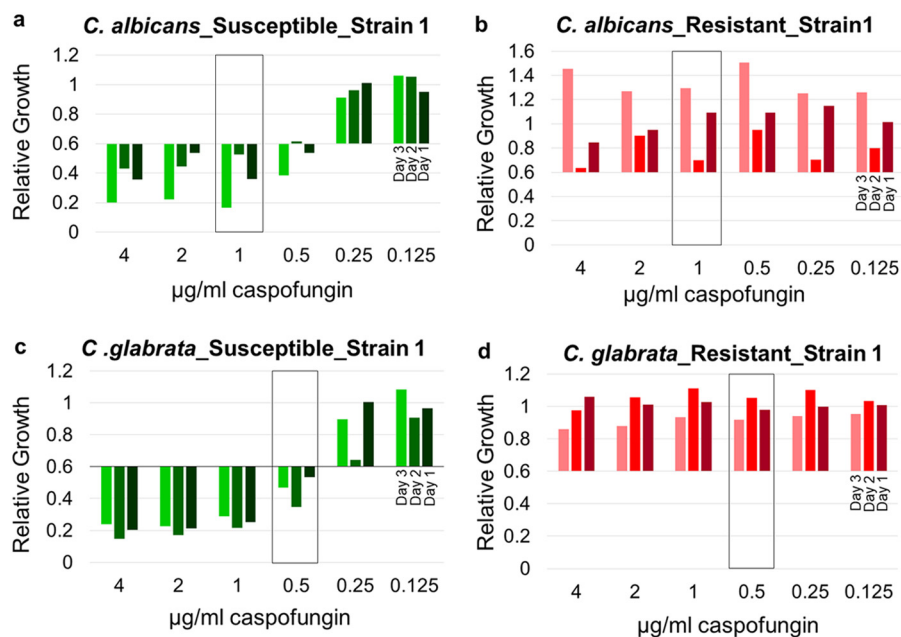 a
C. albicans_Susceptible_Strain 1
Relative Growth
1.2
1
0.8
0.6
0.4
0.2
0
Day 3
Day 2
Day 1
4 2 1 0.5 0.25 0.125
µg/ml caspofungin
b
C. albicans_Resistant_Strain1
Relative Growth
1.6
1.4
1.2
1
0.8
0.6
0.4
0.2
0
Day 3
Day 2
Day 1
4 2 1 0.5 0.25 0.125
µg/ml caspofungin
c
C .glabrata_Susceptible_Strain 1
Relative Growth
1.2
1
0.8
0.6
0.4
0.2
0
Day 3
Day 2
Day 1
4 2 1 0.5 0.25 0.125
µg/ml caspofungin
d
C. glabrata_Resistant_Strain 1
Relative Growth
1.2
1
0.8
0.6
0.4
0.2
0
Day 3
Day 2
Day 1
4 2 1 0.5 0.25 0.125
µg/ml caspofungin